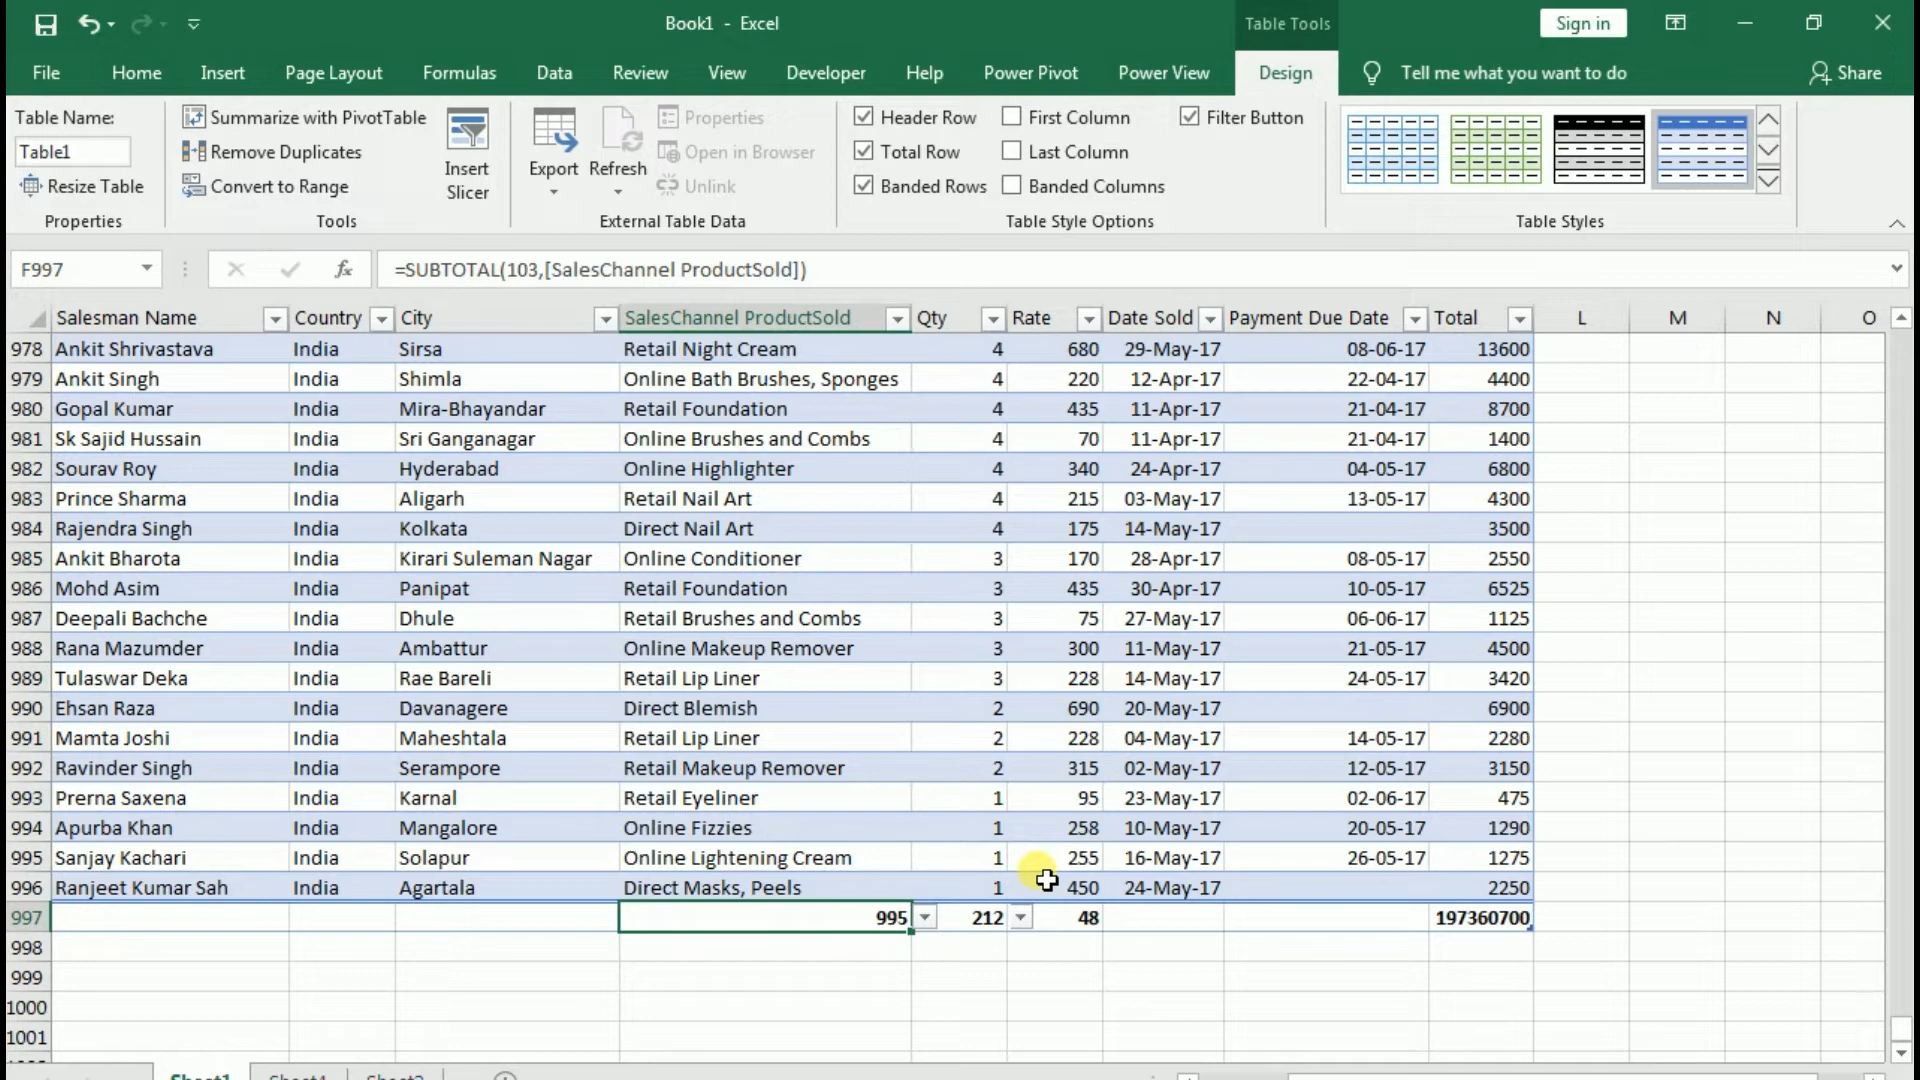 Book1 - Excel
Table Tools
Sign in
File Home Insert Page Layout Formulas Data Review View Developer Help Power Pivot Power View Design Tell me what you want to do Share
Table Name:
Table1
Resize Table
Properties
Summarize with PivotTable
Remove Duplicates
Convert to Range
Tools
Insert
Slicer
Export
Refresh
Properties
Open in Browser
Unlink
External Table Data
Header Row
Total Row
Banded Rows
First Column
Last Column
Banded Columns
Filter Button
Table Style Options
Table Styles
F997 fx =SUBTOTAL(103,[SalesChannel ProductSold])
Salesman Name Country City SalesChannel ProductSold Qty Rate Date Sold Payment Due Date Total L M N O
978 Ankit Shrivastava India Sirsa Retail Night Cream 4 680 29-May-17 08-06-17 13600
979 Ankit Singh India Shimla Online Bath Brushes, Sponges 4 220 12-Apr-17 22-04-17 4400
980 Gopal Kumar India Mira-Bhayandar Retail Foundation 4 435 11-Apr-17 21-04-17 8700
981 Sk Sajid Hussain India Sri Ganganagar Online Brushes and Combs 4 70 11-Apr-17 21-04-17 1400
982 Sourav Roy India Hyderabad Online Highlighter 4 340 24-Apr-17 04-05-17 6800
983 Prince Sharma India Aligarh Retail Nail Art 4 215 03-May-17 13-05-17 4300
984 Rajendra Singh India Kolkata Direct Nail Art 4 175 14-May-17 3500
985 Ankit Bharota India Kirari Suleman Nagar Online Conditioner 3 170 28-Apr-17 08-05-17 2550
986 Mohd Asim India Panipat Retail Foundation 3 435 30-Apr-17 10-05-17 6525
987 Deepali Bachche India Dhule Retail Brushes and Combs 3 75 27-May-17 06-06-17 1125
988 Rana Mazumder India Ambattur Online Makeup Remover 3 300 11-May-17 21-05-17 4500
989 Tulaswar Deka India Rae Bareli Retail Lip Liner 3 228 14-May-17 24-05-17 3420
990 Ehsan Raza India Davanagere Direct Blemish 2 690 20-May-17 6900
991 Mamta Joshi India Maheshtala Retail Lip Liner 2 228 04-May-17 14-05-17 2280
992 Ravinder Singh India Serampore Retail Makeup Remover 2 315 02-May-17 12-05-17 3150
993 Prerna Saxena India Karnal Retail Eyeliner 1 95 23-May-17 02-06-17 475
994 Apurba Khan India Mangalore Online Fizzies 1 258 10-May-17 20-05-17 1290
995 Sanjay Kachari India Solapur Online Lightening Cream 1 255 16-May-17 26-05-17 1275
996 Ranjeet Kumar Sah India Agartala Direct Masks, Peels 1 450 24-May-17 2250
997 995 212 48 197360700
998
999
1000
1001